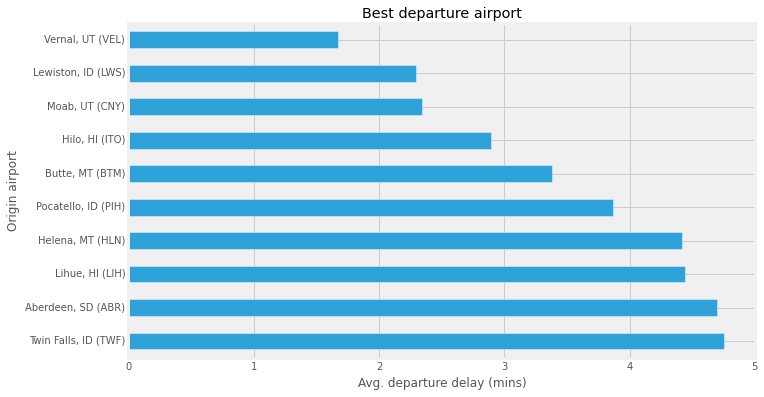 Best departure airport
Origin airport
Vernal, UT (VEL)
Lewiston, ID (LWS)
Moab, UT (CNY)
Hilo, HI (ITO)
Butte, MT (BTM)
Pocatello, ID (PIH)
Helena, MT (HLN)
Lihue, HI (LIH)
Aberdeen, SD (ABR)
Twin Falls, ID (TWF)
0 1 2 3 4 5
Avg. departure delay (mins)